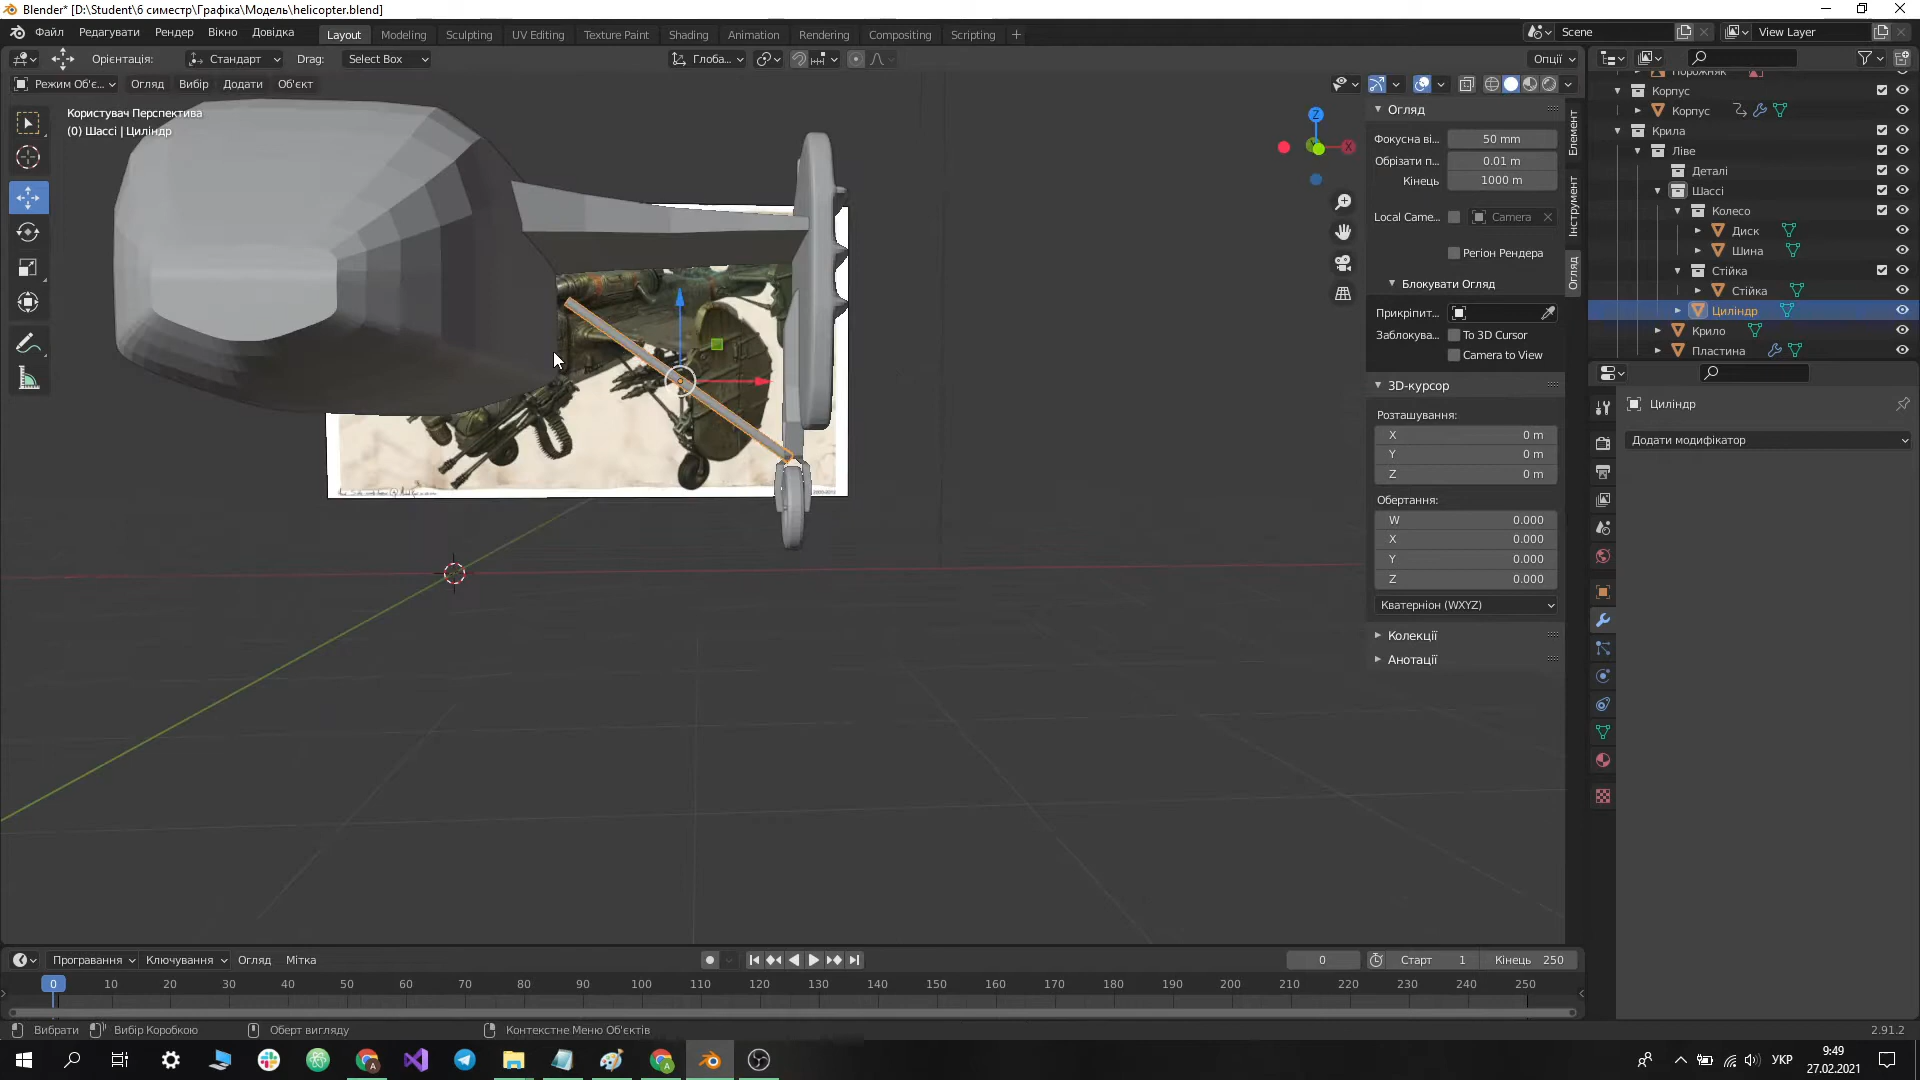 Blender* [D:\Student\6 симестр\Графіка\Модель\helicopter.blend]
Файл Редагувати Рендер Вікно Довідка Layout Modeling Sculpting UV Editing Texture Paint Shading Animation Rendering Compositing Scripting + Scene View Layer
Орієнтація: Стандарт Drag: Select Box Глоба... Опції
Режим Об'є... Огляд Вибір Додати Об'єкт
Користувач Перспектива
(0) Шассі | Циліндр
Z
X
Огляд
Фокусна ві... 50 mm
Обрізати п... 0.01 m
Кінець 1000 m
Local Came... Camera
Регіон Рендера
Блокувати Огляд
Прикріпит...
Заблокува... To 3D Cursor
Camera to View
3D-курсор
Розташування:
X 0 m
Y 0 m
Z 0 m
Обертання:
W 0.000
X 0.000
Y 0.000
Z 0.000
Кватерніон (WXYZ)
Колекції
Анотації
Елемент
Інструмент
Огляд
Порожняк
Корпус
Корпус
Крила
Ліве
Деталі
Шассі
Колесо
Диск
Шина
Стійка
Стійка
Циліндр
Крило
Пластина
Циліндр
Додати модифікатор
Програвання Ключування Огляд Мітка 0 Старт 1 Кінець 250
0 10 20 30 40 50 60 70 80 90 100 110 120 130 140 150 160 170 180 190 200 210 220 230 240 250
Вибрати Вибір Коробкою Оберт вигляду Контекстне Меню Об'єктів 2.91.2
УКР 9:49
27.02.2021